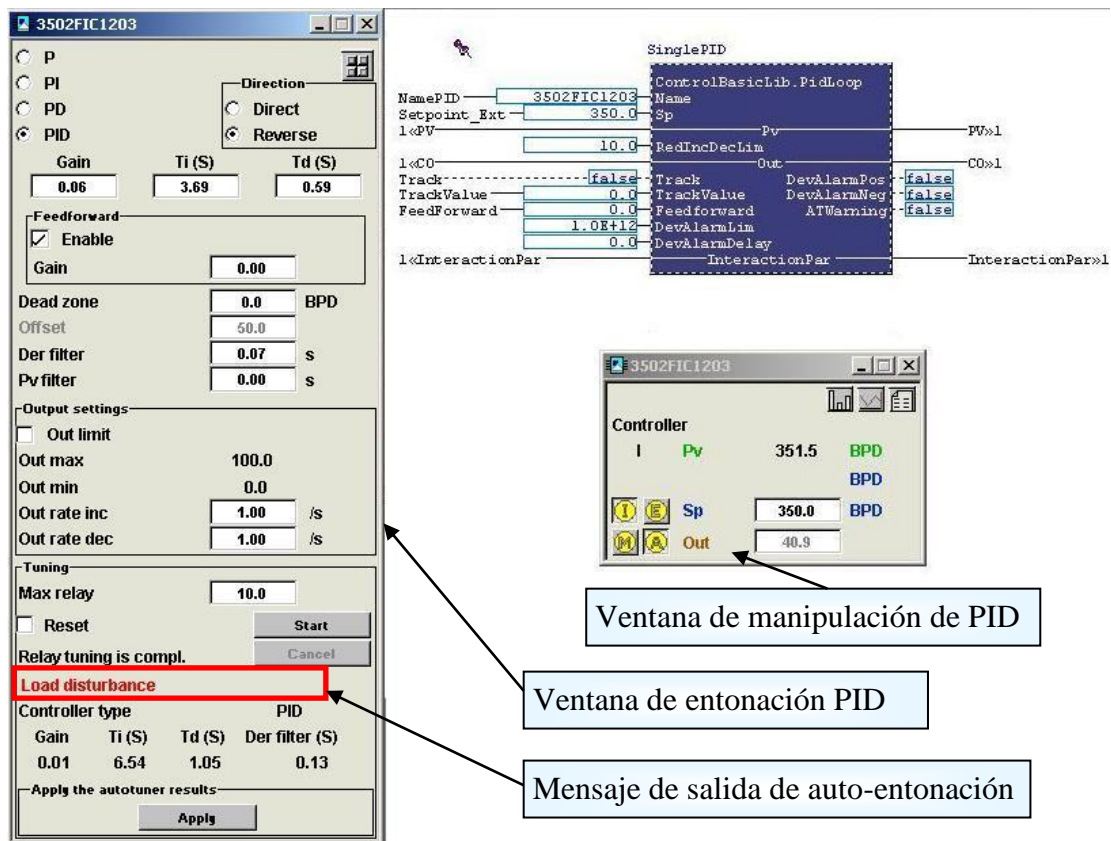 3502FIC1203
P
PI
PD
PID
Direction
Direct
Reverse
Gain Ti (S) Td (S)
0.06 3.69 0.59
Feedforward
Enable
Gain 0.00
Dead zone 0.0 BPD
Offset 50.0
Der filter 0.07 s
Pv filter 0.00 s
Output settings
Out limit
Out max 100.0
Out min 0.0
Out rate inc 1.00 /s
Out rate dec 1.00 /s
Tuning
Max relay 10.0
Reset Start
Relay tuning is compl. Cancel
Load disturbance
Controller type PID
Gain Ti (S) Td (S) Der filter (S)
0.01 6.54 1.05 0.13
Apply the autotuner results
Apply
SinglePID
ControlBasicLib.PidLoop
NamePID 3502FIC1203 Name
Setpoint_Ext 350.0 Sp
1«PV Pv PV»1
10.0 RedIncDecLim
1«CO Out CO»1
Track false Track DevAlarmPos false
TrackValue 0.0 TrackValue DevAlarmNeg false
FeedForward 0.0 Feedforward ATWarning false
1.0E+12 DevAlarmLim
0.0 DevAlarmDelay
1«InteractionPar InteractionPar InteractionPar»1
3502FIC1203
Controller
I Pv 351.5 BPD
BPD
I E Sp 350.0 BPD
M A Out 40.9
Ventana de manipulación de PID
Ventana de entonación PID
Mensaje de salida de auto-entonación